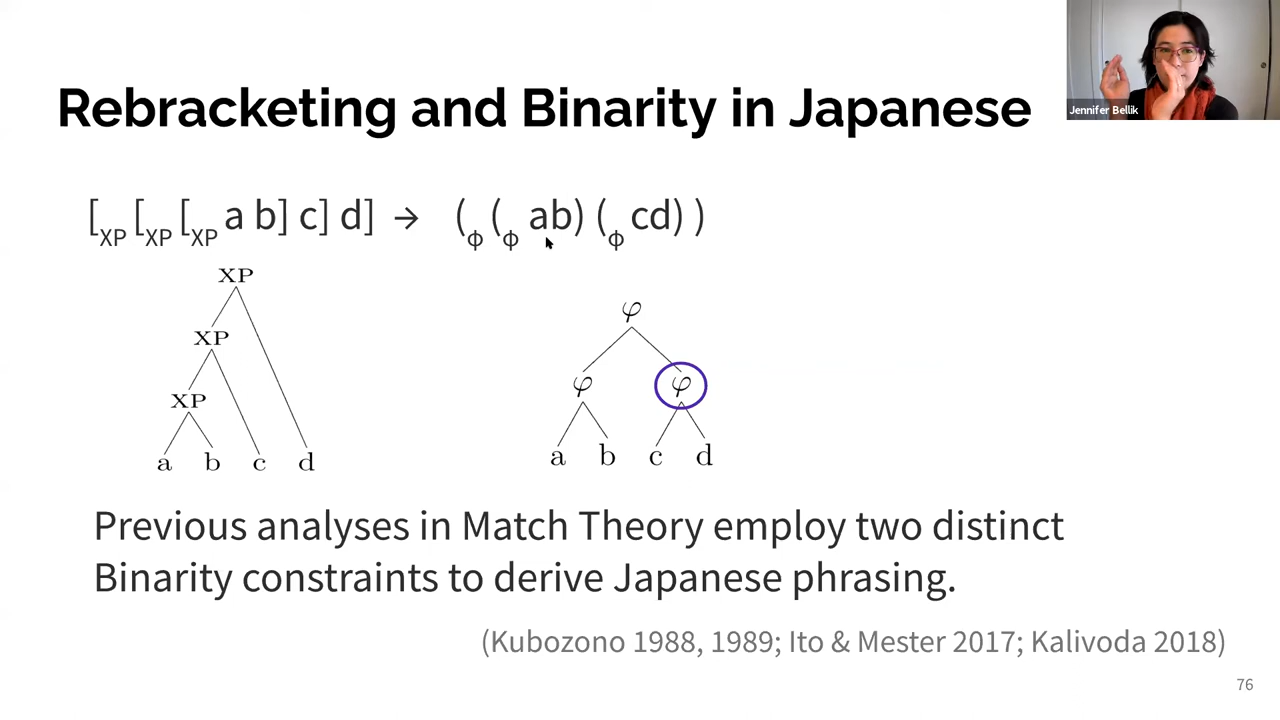 Rebracketing and Binarity in Japanese
Jennifer Bellik
[XP [XP [XP a b] c] d] → (ϕ (ϕ ab) (ϕ cd) )
XP
XP
XP
a b c d
φ
φ φ
a b c d
Previous analyses in Match Theory employ two distinct
Binarity constraints to derive Japanese phrasing.
(Kubozono 1988, 1989; Ito & Mester 2017; Kalivoda 2018)
76